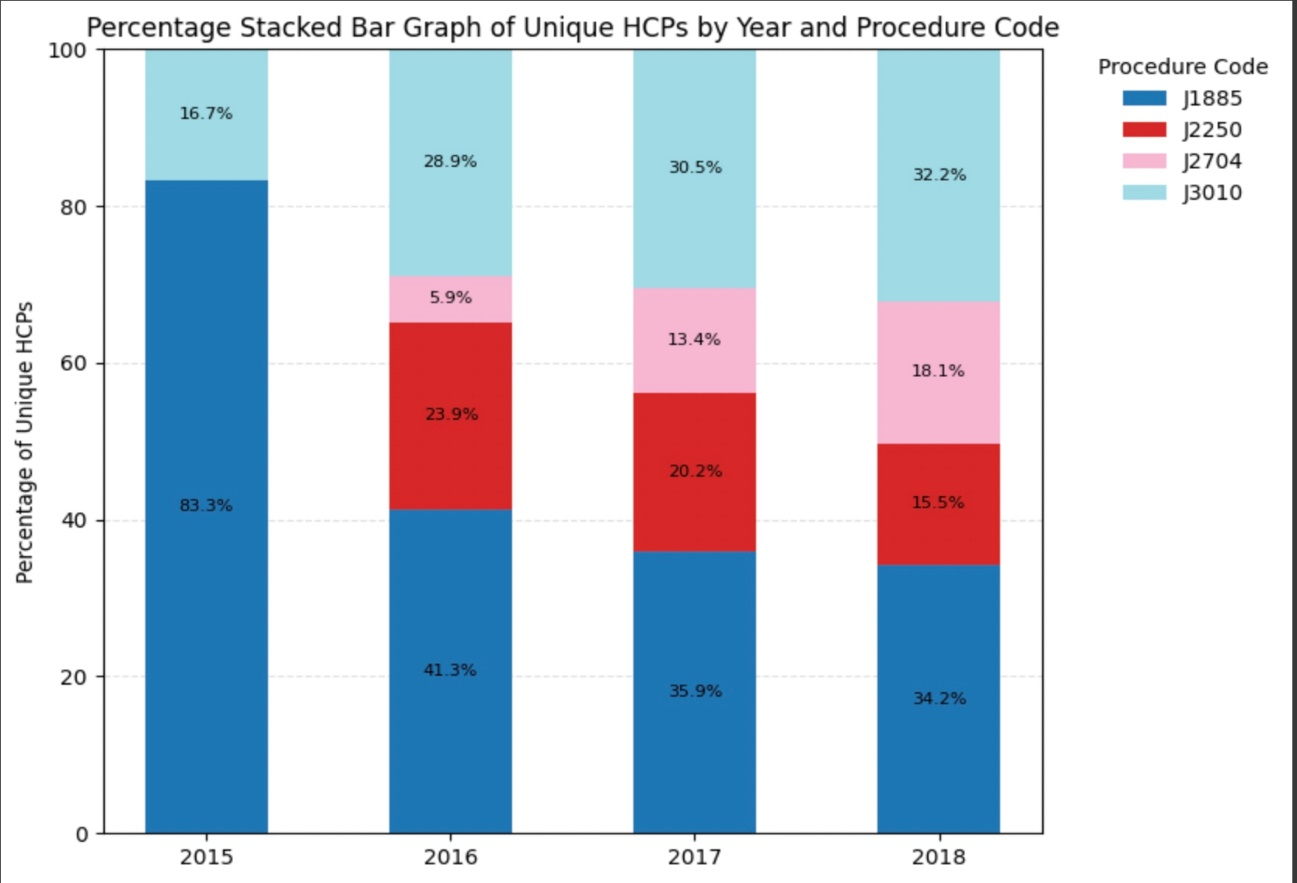 Percentage Stacked Bar Graph of Unique HCPs by Year and Procedure Code
Percentage of Unique HCPs
100
80
60
40
20
0
16.7%
83.3%
28.9%
5.9%
23.9%
41.3%
30.5%
13.4%
20.2%
35.9%
32.2%
18.1%
15.5%
34.2%
2015 2016 2017 2018
Procedure Code
J1885
J2250
J2704
J3010